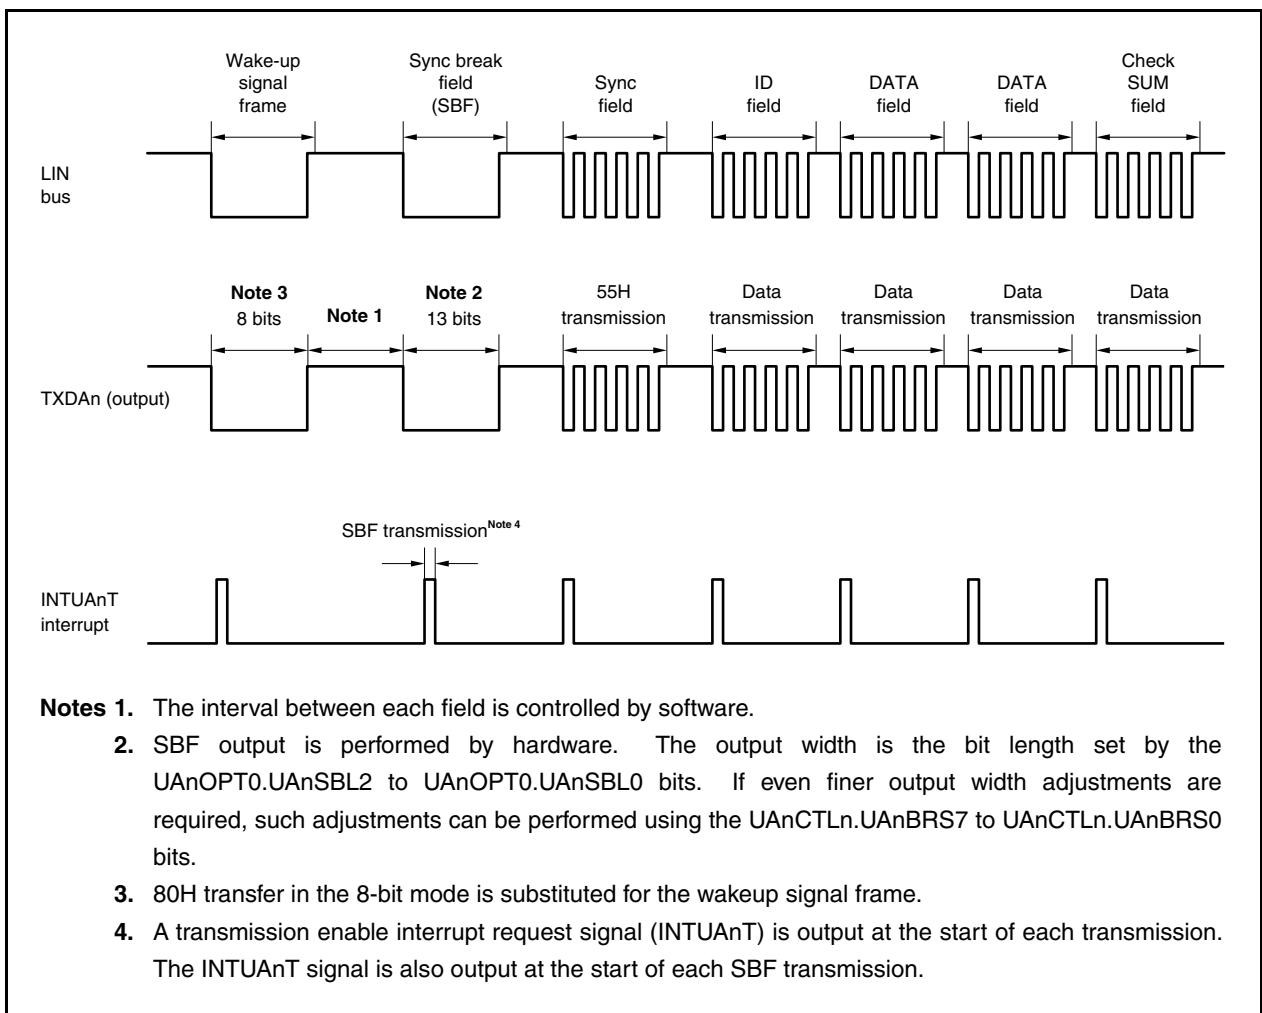 Wake-up
signal
frame
Sync break
field
(SBF)
Sync
field
ID
field
DATA
field
DATA
field
Check
SUM
field
LIN
bus
Note 3
8 bits
Note 1
Note 2
13 bits
55H
transmission
Data
transmission
Data
transmission
Data
transmission
Data
transmission
TXDAn (output)
SBF transmission Note 4
INTUAnT
interrupt
Notes 1. The interval between each field is controlled by software.
2. SBF output is performed by hardware. The output width is the bit length set by the
UAnOPT0.UAnSBL2 to UAnOPT0.UAnSBL0 bits. If even finer output width adjustments are
required, such adjustments can be performed using the UAnCTLn.UAnBRS7 to UAnCTLn.UAnBRS0
bits.
3. 80H transfer in the 8-bit mode is substituted for the wakeup signal frame.
4. A transmission enable interrupt request signal (INTUAnT) is output at the start of each transmission.
The INTUAnT signal is also output at the start of each SBF transmission.